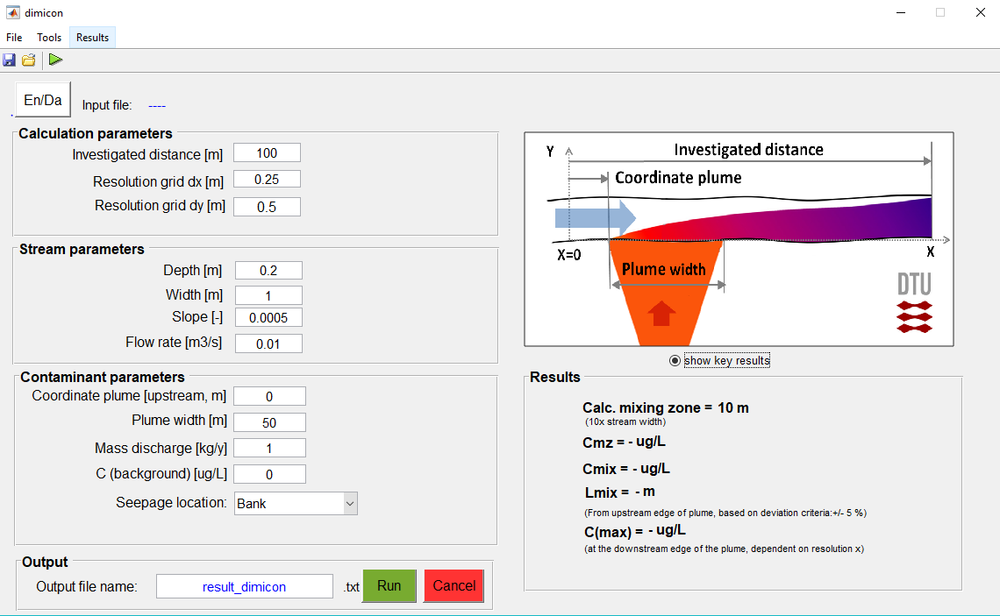 dimicon
File Tools Results
En/Da
Input file: ----
Calculation parameters
Investigated distance [m] 100
Resolution grid dx [m] 0.25
Resolution grid dy [m] 0.5
Stream parameters
Depth [m] 0.2
Width [m] 1
Slope [-] 0.0005
Flow rate [m3/s] 0.01
Contaminant parameters
Coordinate plume [upstream, m] 0
Plume width [m] 50
Mass discharge [kg/y] 1
C (background) [ug/L] 0
Seepage location: Bank
Output
Output file name: result_dimicon .txt Run Cancel
Y Investigated distance
Coordinate plume
X=0 X
Plume width
DTU
show key results
Results
Calc. mixing zone = 10 m
(10x stream width)
Cmz = - ug/L
Cmix = - ug/L
Lmix = - m
(From upstream edge of plume, based on deviation criteria:+/- 5 %)
C(max) = - ug/L
(at the downstream edge of the plume, dependent on resolution x)